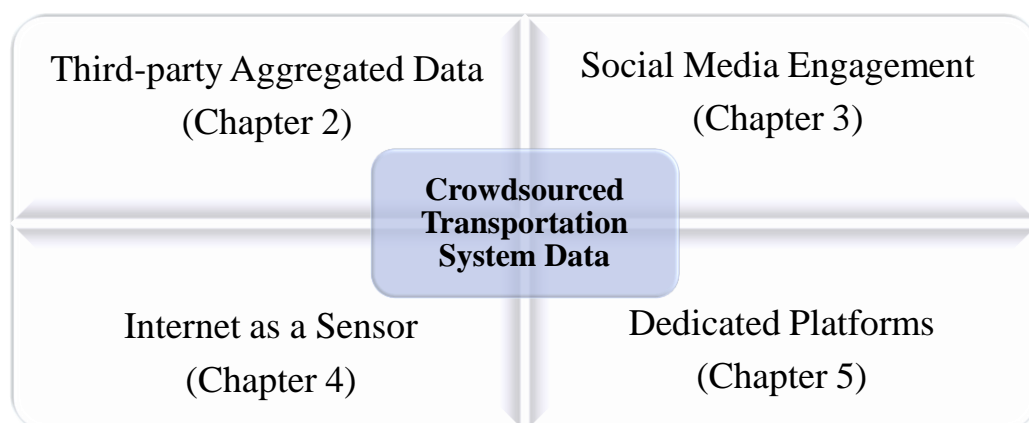 Third-party Aggregated Data
(Chapter 2)
Social Media Engagement
(Chapter 3)
Crowdsourced
Transportation
System Data
Internet as a Sensor
(Chapter 4)
Dedicated Platforms
(Chapter 5)